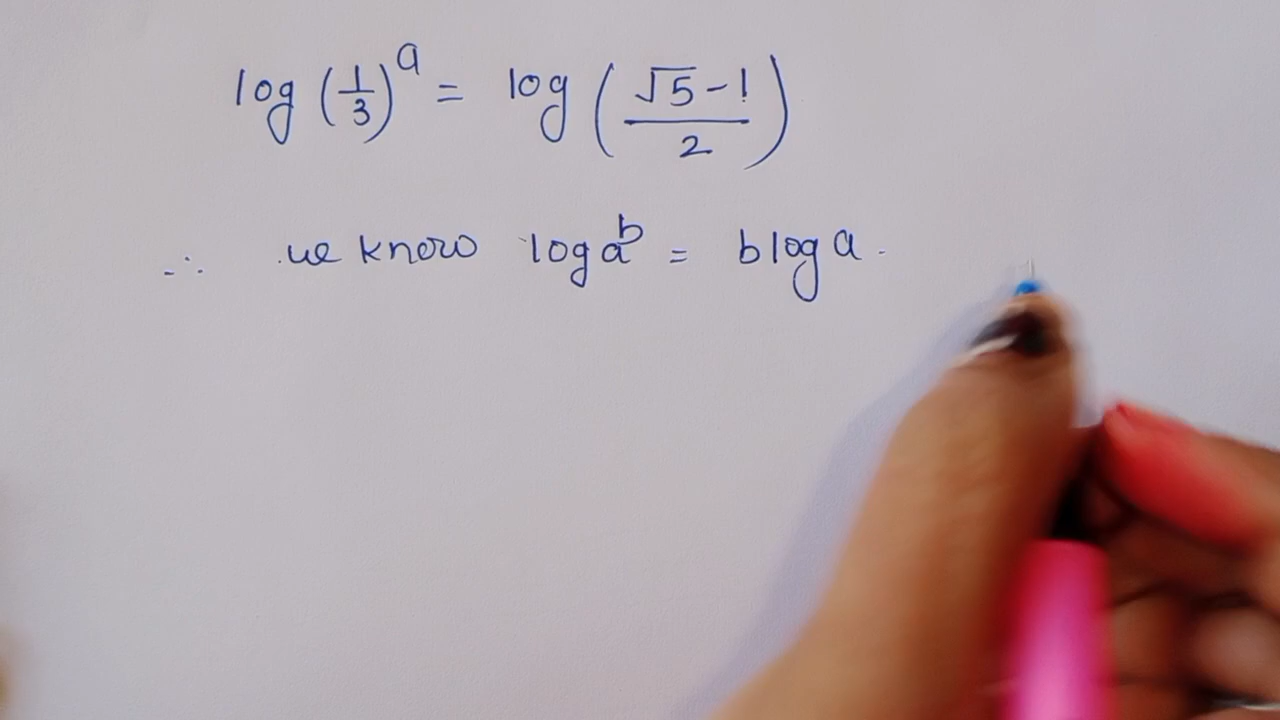 log (1/3)^a = log ((√5-1)/2)
∴ we know log a^b = b log a.